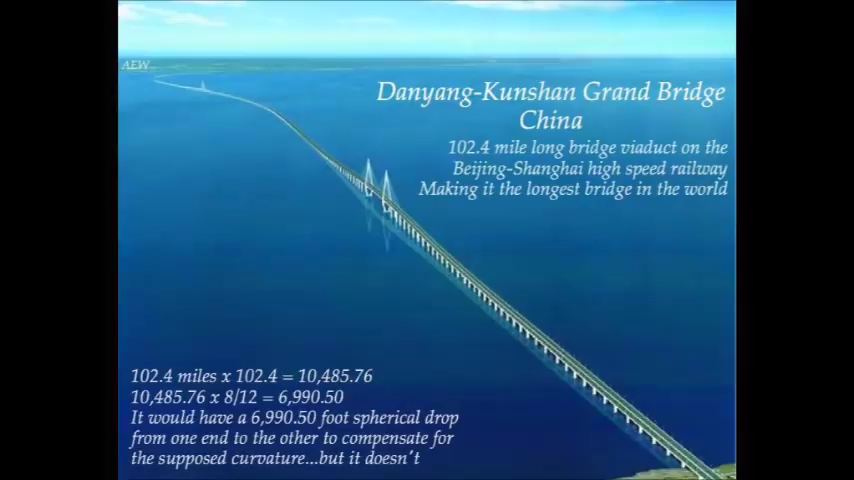 AEW
Danyang-Kunshan Grand Bridge
China
102.4 mile long bridge viaduct on the
Beijing-Shanghai high speed railway
Making it the longest bridge in the world
102.4 miles x 102.4 = 10,485.76
10,485.76 x 8/12 = 6,990.50
It would have a 6,990.50 foot spherical drop
from one end to the other to compensate for
the supposed curvature...but it doesn't